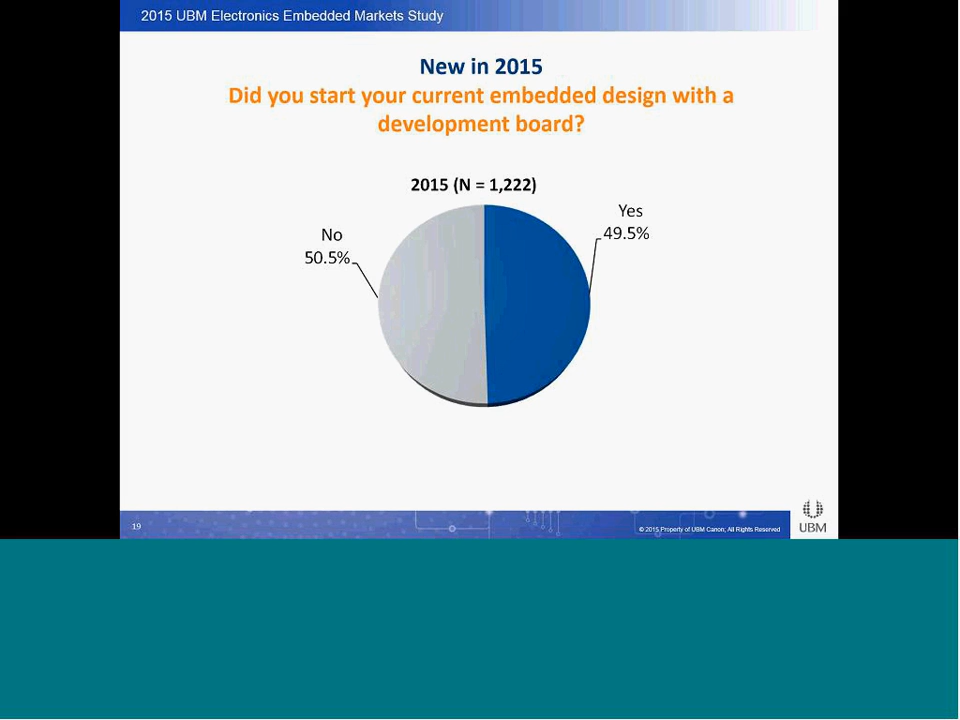 2015 UBM Electronics Embedded Markets Study
New in 2015
Did you start your current embedded design with a
development board?
2015 (N = 1,222)
Yes
49.5%
No
50.5%
19
© 2015 Property of UBM Canon; All Rights Reserved
UBM